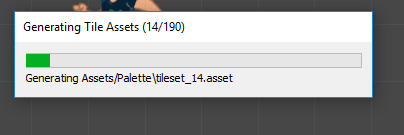 Generating Tile Assets (14/190)
Generating Assets/Palette\tileset_14.asset